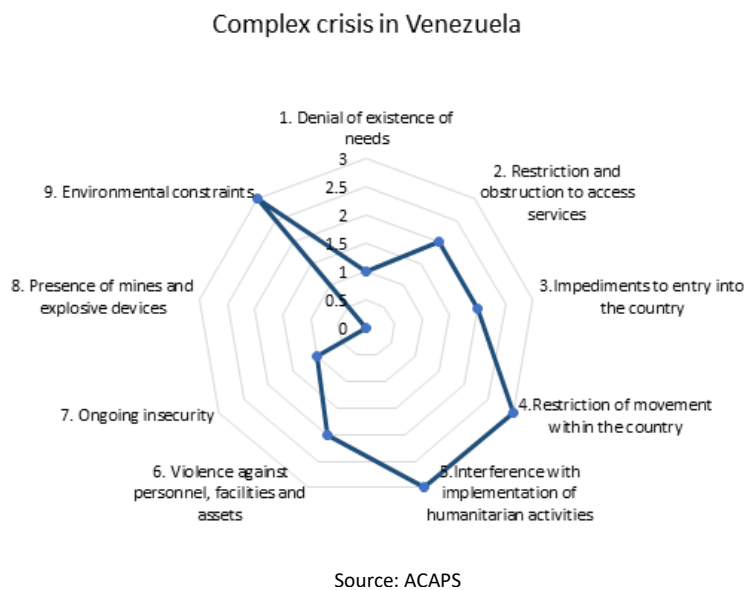 Complex crisis in Venezuela
1. Denial of existence of
needs
3
2.5
2
1.5
1
0.5
0
2. Restriction and
obstruction to access
services
3.Impediments to entry into
the country
4.Restriction of movement
within the country
5.Interference with
implementation of
humanitarian activities
6. Violence against
personnel, facilities and
assets
7. Ongoing insecurity
8. Presence of mines and
explosive devices
9. Environmental constraints
Source: ACAPS